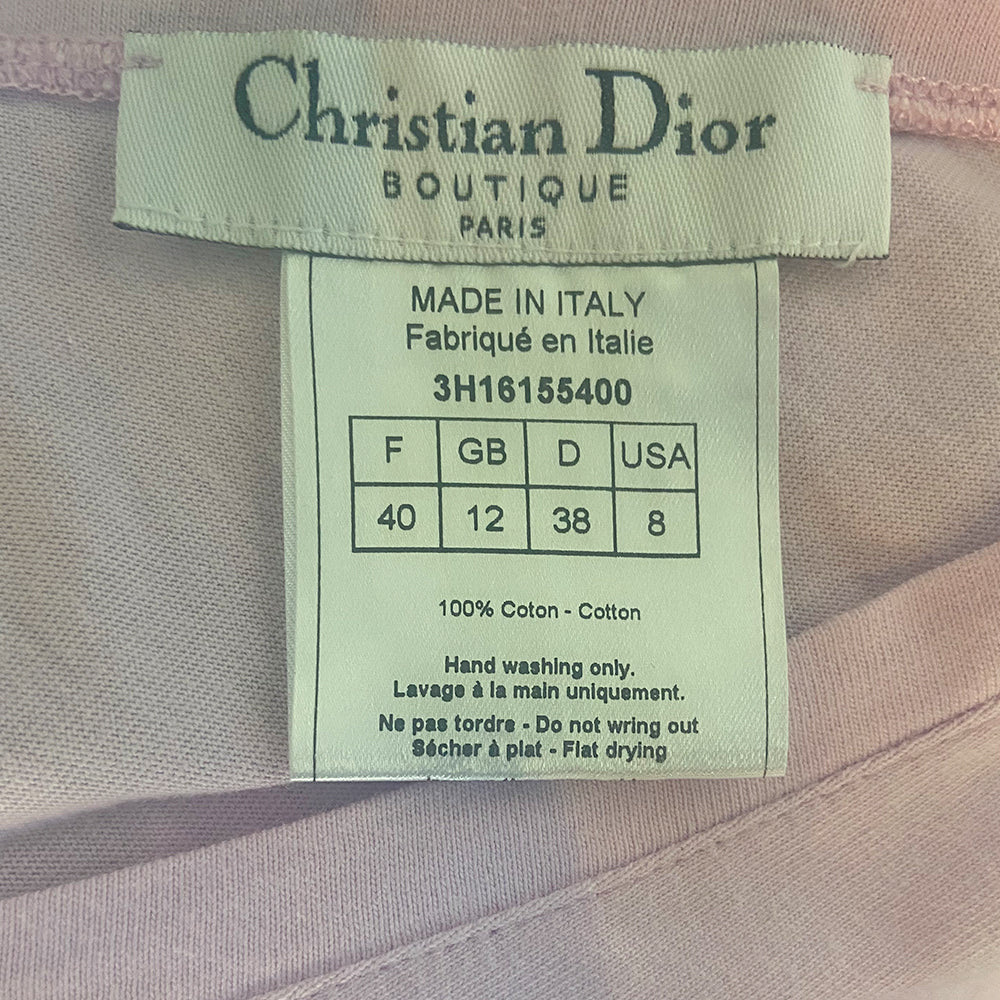 Christian Dior
BOUTIQUE
PARIS
MADE IN ITALY
Fabriqué en Italie
3H16155400
F GB D USA
40 12 38 8
100% Coton - Cotton
Hand washing only.
Lavage à la main uniquement.
Ne pas tordre - Do not wring out
Sécher à plat - Flat drying